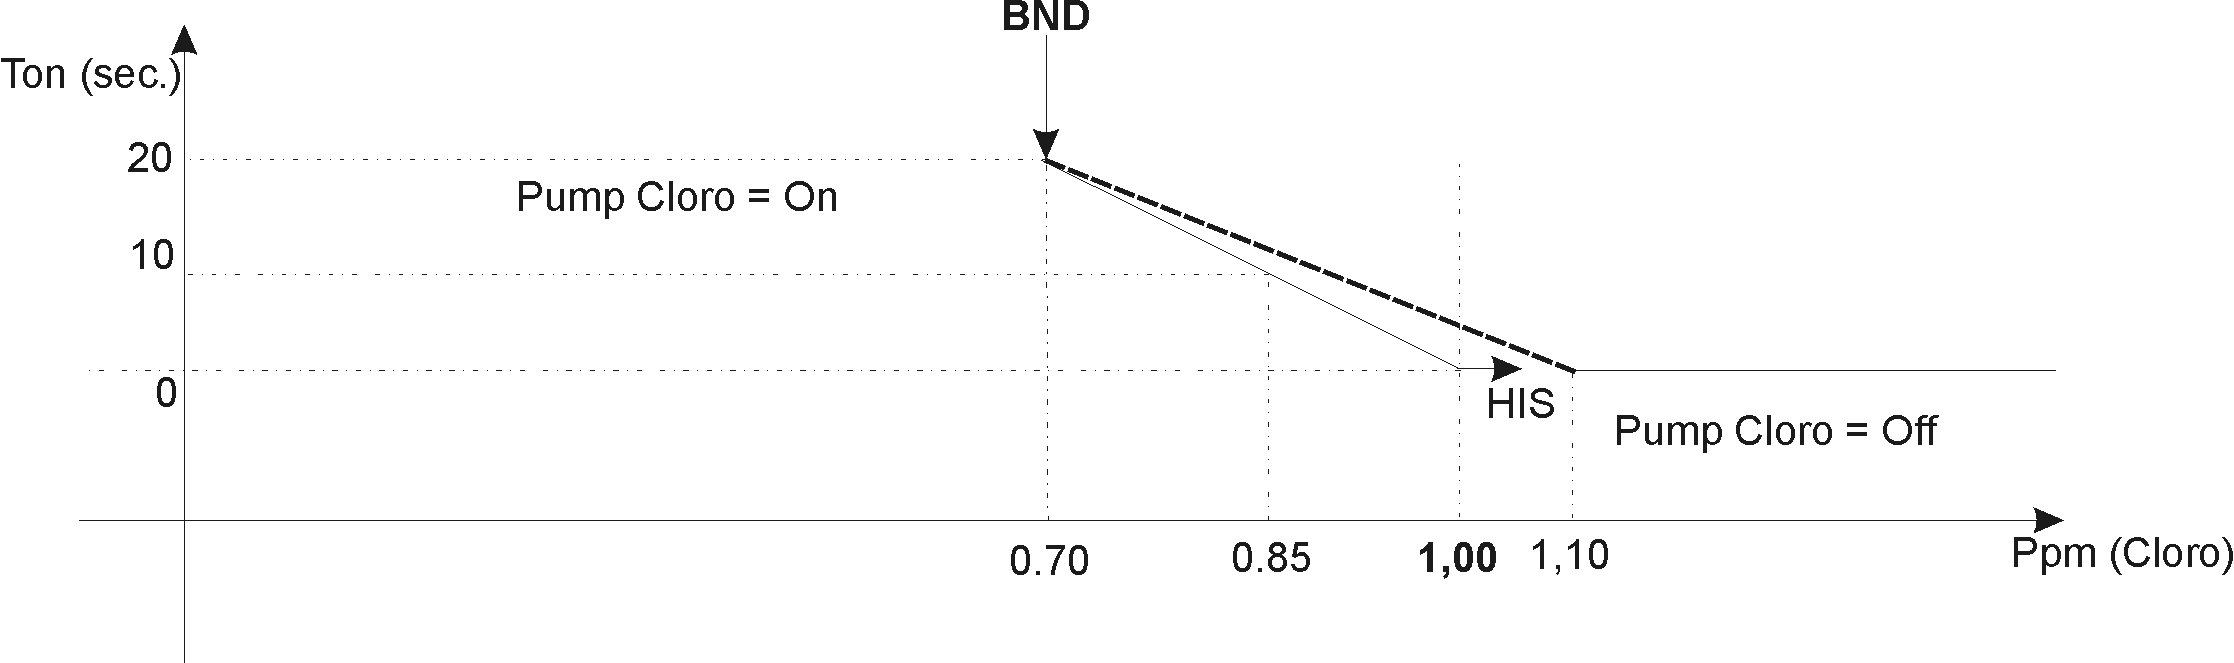 BND
Ton (sec.)
20
Pump Cloro = On
10
0
HIS
Pump Cloro = Off
0.70
0.85
1,00
1,10
Ppm (Cloro)